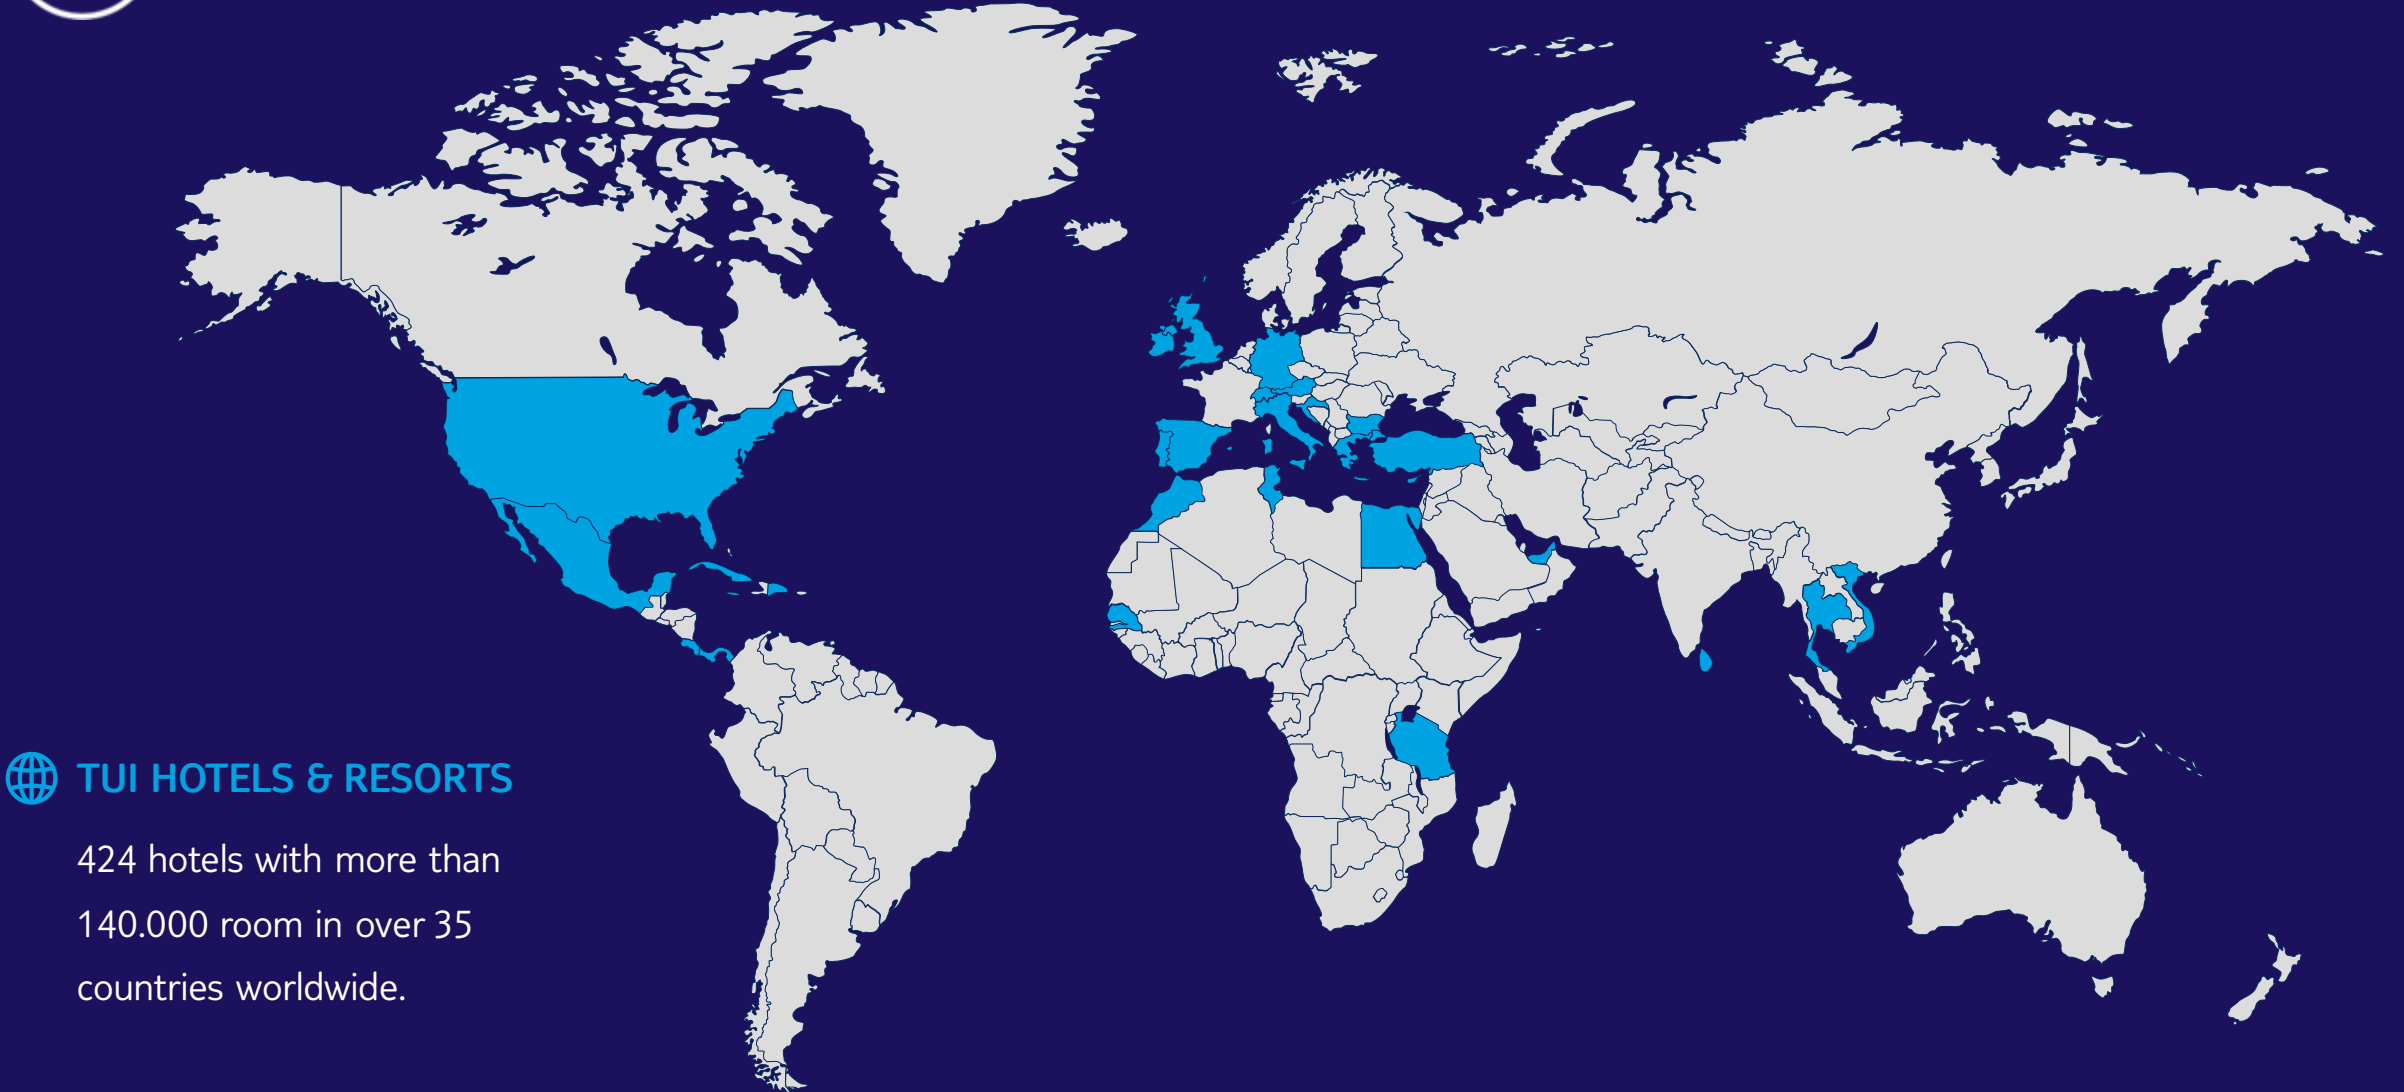 TUI HOTELS & RESORTS
424 hotels with more than
140.000 room in over 35
countries worldwide.